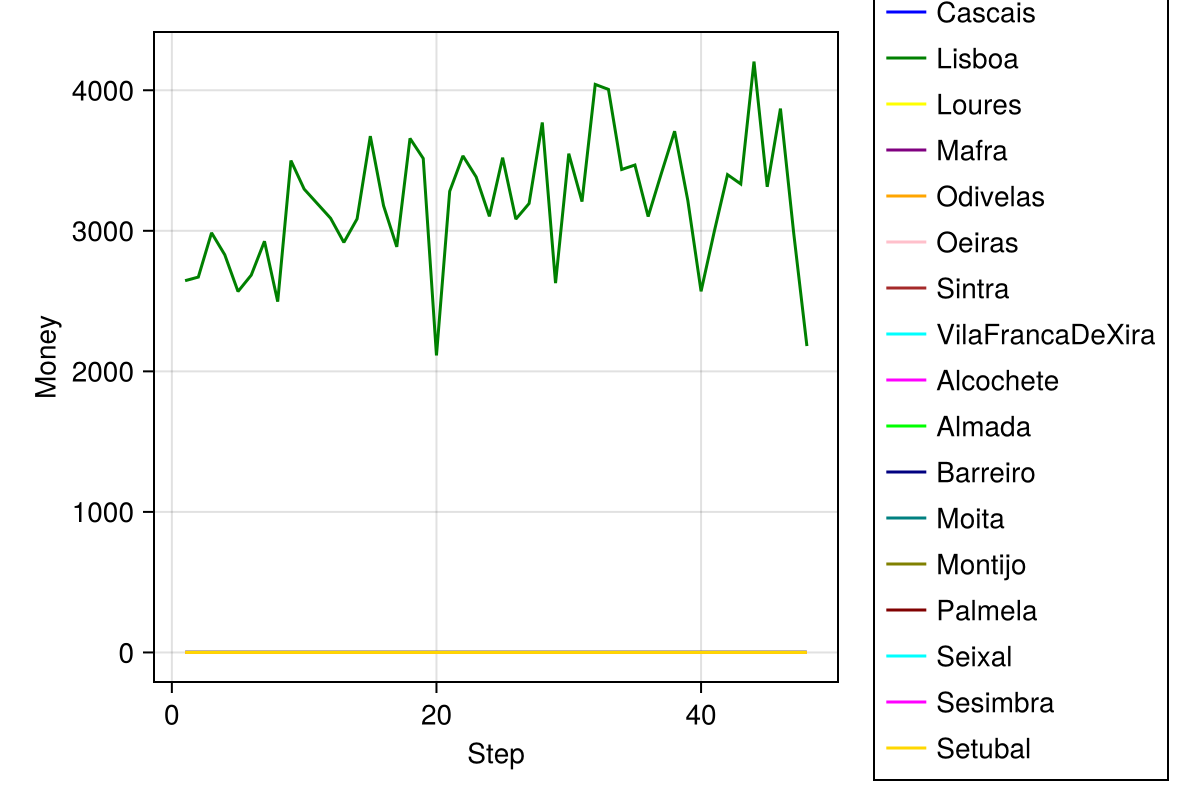 4000
3000
2000
1000
0
Money
0
20
40
Step
Cascais
Lisboa
Loures
Mafra
Odivelas
Oeiras
Sintra
VilaFrancaDeXira
Alcochete
Almada
Barreiro
Moita
Montijo
Palmela
Seixal
Sesimbra
Setubal